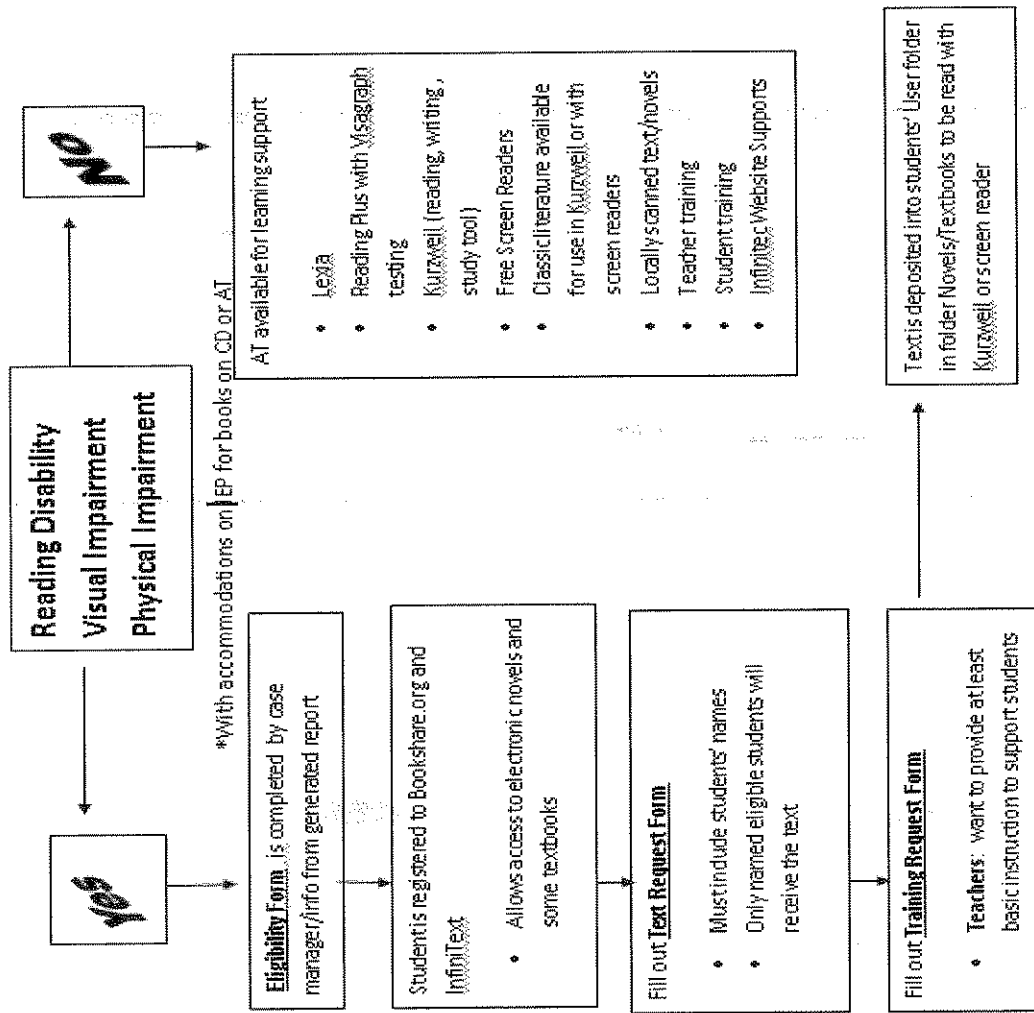 Reading Disability
Visual Impairment
Physical Impairment
Yes
NO
*With accommodations on IEP for books on CD or AT
Eligibility Form is completed by case
manager/info from generated report
Student is registered to Bookshare.org and
InfiniText
• Allows access to electronic novels and
some textbooks
Fill out Text Request Form
• Must include students' names
• Only named eligible students will
receive the text
Fill out Training Request Form
• Teachers: want to provide at least
basic instruction to support students
AT available for learning support
• Lexia
• Reading Plus with Visagraph
testing
• Kurzweil (reading, writing,
study tool)
• Free Screen Readers
• Classic literature available
for use in Kurzweil or with
screen readers
• Locally scanned text/novels
• Teacher training
• Student training
• Infinitec Website Supports
Text is deposited into students' User folder
in folder Novels/Textbooks to be read with
Kurzweil or screen reader